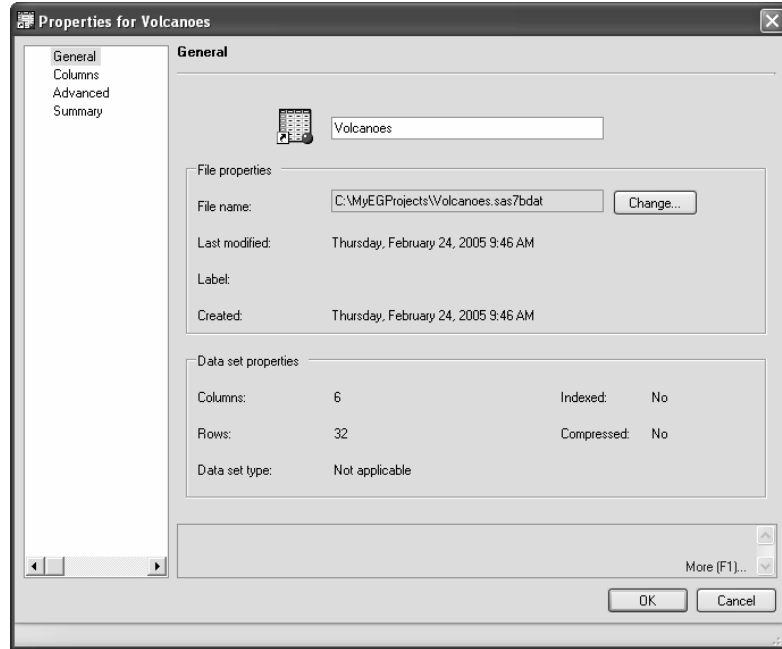 Properties for Volcanoes
General
Columns
Advanced
Summary
General
Volcanoes
File properties
File name: C:\MyEGProjects\Volcanoes.sas7bdat Change...
Last modified: Thursday, February 24, 2005 9:46 AM
Label:
Created: Thursday, February 24, 2005 9:46 AM
Data set properties
Columns: 6 Indexed: No
Rows: 32 Compressed: No
Data set type: Not applicable
More (F1)...
OK Cancel